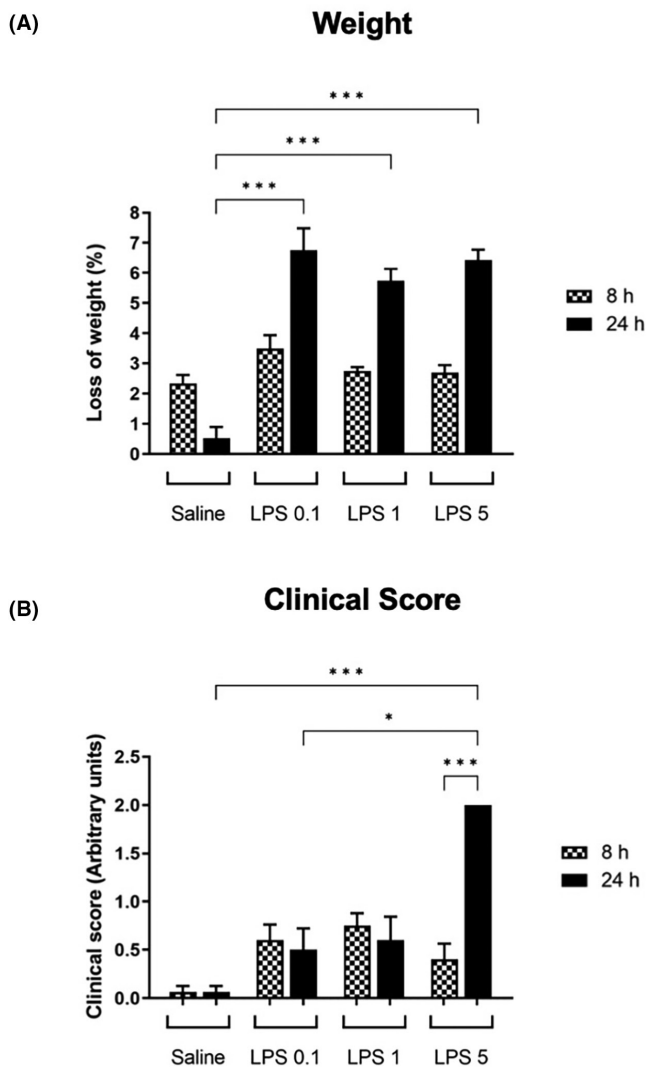 (A)
Weight
***
***
***
8
7
6
5
4
3
2
1
0
Loss of weight (%)
8 h
24 h
Saline LPS 0.1 LPS 1 LPS 5
(B)
Clinical Score
***
*
***
2.5
2.0
1.5
1.0
0.5
0.0
Clinical score (Arbitrary units)
8 h
24 h
Saline LPS 0.1 LPS 1 LPS 5